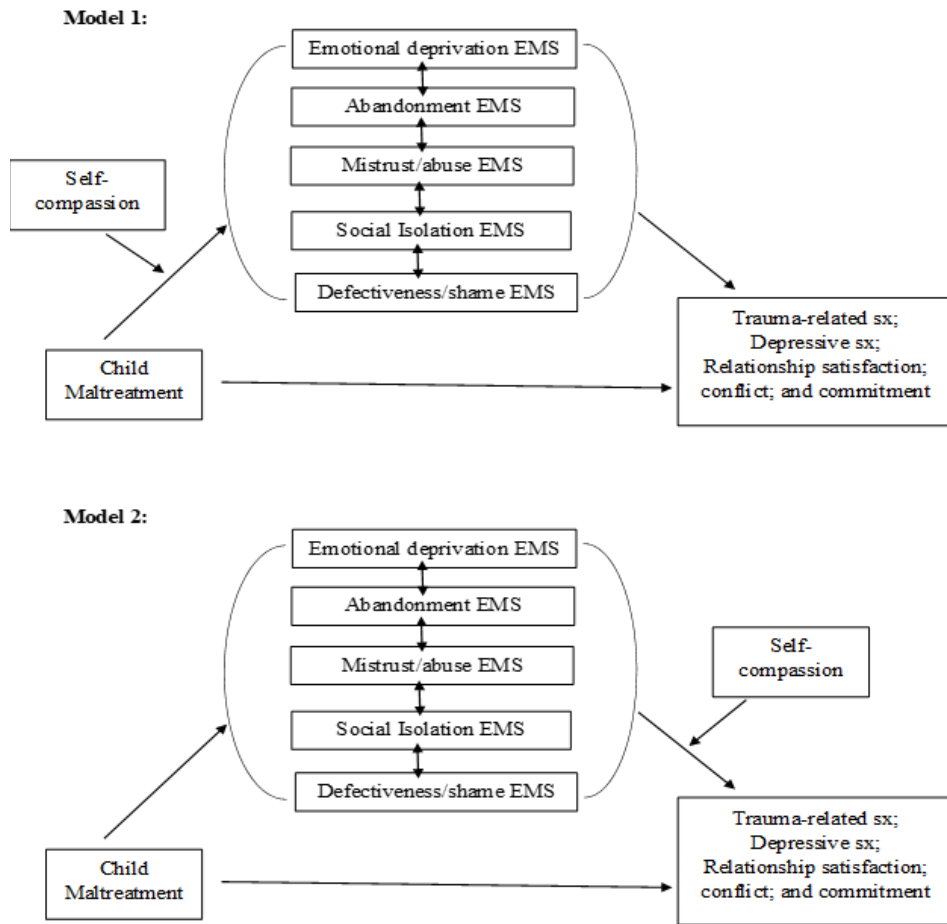 Model 1:
Emotional deprivation EMS
Abandonment EMS
Mistrust/abuse EMS
Self-
compassion
Social Isolation EMS
Defectiveness/shame EMS
Trauma-related sx;
Depressive sx;
Relationship satisfaction;
conflict; and commitment
Child
Maltreatment
Model 2:
Emotional deprivation EMS
Abandonment EMS
Mistrust/abuse EMS
Self-
compassion
Social Isolation EMS
Defectiveness/shame EMS
Trauma-related sx;
Depressive sx;
Relationship satisfaction;
conflict; and commitment
Child
Maltreatment